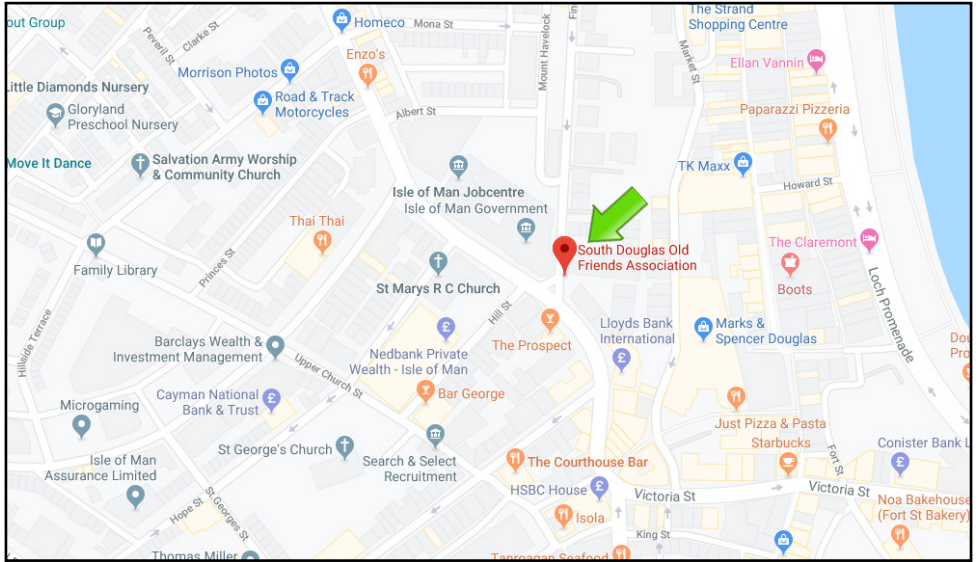 out Group
Peveril St
Clarke St
Homeco
Mona St
Mount Havelock
Fin
The Strand
Shopping Centre
Market St
Enzo's
Morrison Photos
Ellan Vannin
Little Diamonds Nursery
Road & Track
Motorcycles
Gloryland
Preschool Nursery
Albert St
Paparazzi Pizzeria
Move It Dance
Salvation Army Worship
& Community Church
TK Maxx
Isle of Man Jobcentre
Isle of Man Government
Howard St
Thai Thai
South Douglas Old
Friends Association
The Claremont
Family Library
Princes St
St Marys R C Church
Boots
Loch Promenade
Hillside Terrace
Hill St
Barclays Wealth &
Investment Management
Upper Church St
Nedbank Private
Wealth - Isle of Man
The Prospect
Lloyds Bank
International
Marks &
Spencer Douglas
Dou
Pro
Cayman National
Bank & Trust
Bar George
Microgaming
Just Pizza & Pasta
Starbucks
Fort St
Conister Bank L
St George's Church
Search & Select
Recruitment
The Courthouse Bar
Isle of Man
Assurance Limited
HSBC House
Victoria St
Victoria St
Hope St
St Georges St
Isola
Noa Bakehouse
(Fort St Bakery)
King St
Thomas Miller
Tanroagan Seafood